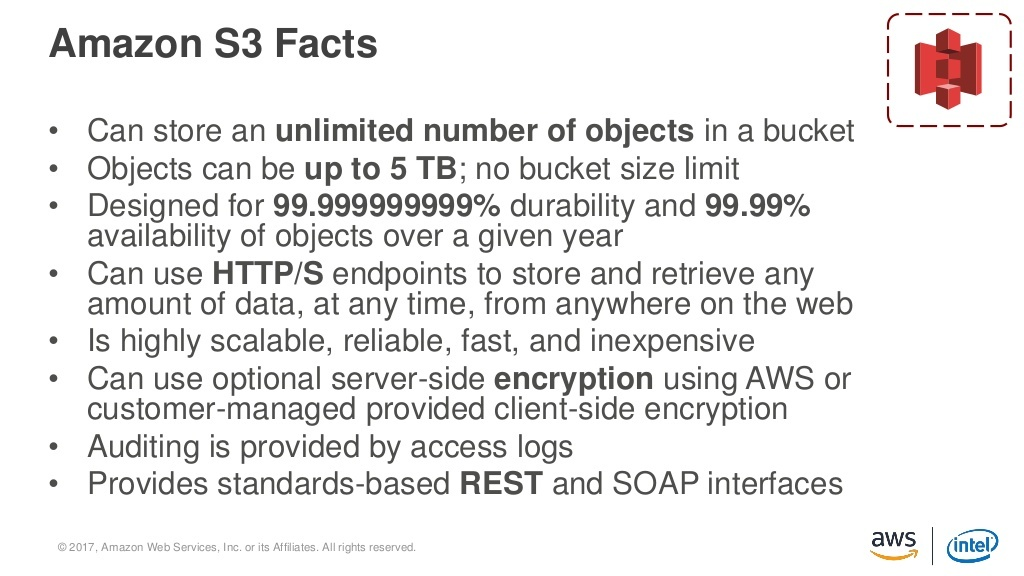 Amazon S3 Facts
• Can store an unlimited number of objects in a bucket
• Objects can be up to 5 TB; no bucket size limit
• Designed for 99.999999999% durability and 99.99%
availability of objects over a given year
• Can use HTTP/S endpoints to store and retrieve any
amount of data, at any time, from anywhere on the web
• Is highly scalable, reliable, fast, and inexpensive
• Can use optional server-side encryption using AWS or
customer-managed provided client-side encryption
• Auditing is provided by access logs
• Provides standards-based REST and SOAP interfaces
© 2017, Amazon Web Services, Inc. or its Affiliates. All rights reserved.
aws intel